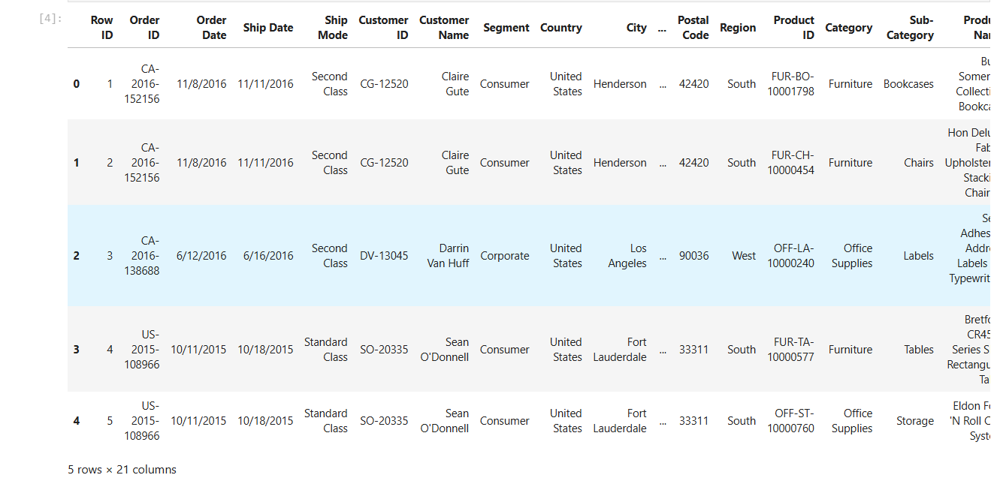 [4]:
Row Order Order Ship Customer Customer Postal Product Sub- Produ
Ship Date Segment Country City ... Region Category
ID ID Date Mode ID Name Code ID Category Na
Bu
CA-
Second Claire United FUR-BO- Somer
0 1 2016- 11/8/2016 11/11/2016 CG-12520 Consumer Henderson ... 42420 South Furniture Bookcases
Class Gute States 10001798 Collecti
152156
Bookca
Hon Delu
CA- Fab
Second Claire United FUR-CH-
1 2 2016- 11/8/2016 11/11/2016 CG-12520 Consumer Henderson ... 42420 South Furniture Chairs Upholster
Class Gute States 10000454
152156 Stacki
Chair
Se
Adhes
CA-
Second Darrin United Los OFF-LA- Office Addre
2 3 2016- 6/12/2016 6/16/2016 DV-13045 Corporate ... 90036 West Labels
Class Van Huff States Angeles 10000240 Supplies Labels
138688
Typewrit
Bretfo
US- CR45
Standard Sean United Fort FUR-TA-
3 4 2015- 10/11/2015 10/18/2015 SO-20335 Consumer ... 33311 South Furniture Tables Series S
Class O'Donnell States Lauderdale 10000577
108966 Rectangu
Ta
US- Eldon Fo
Standard Sean United Fort OFF-ST- Office
4 5 2015- 10/11/2015 10/18/2015 SO-20335 Consumer ... 33311 South Storage 'N Roll C
Class O'Donnell States Lauderdale 10000760 Supplies
108966 Syste
5 rows × 21 columns